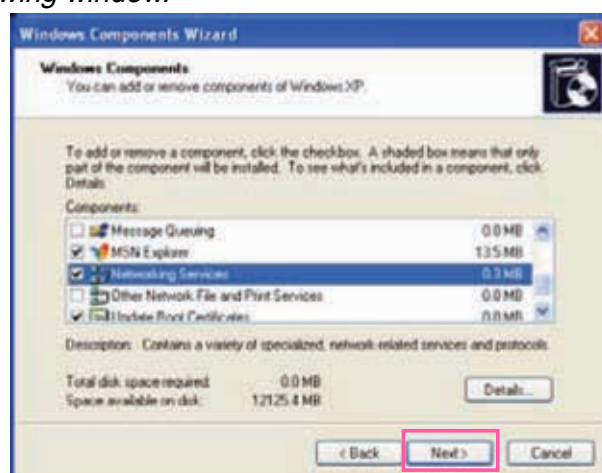 wing window.
Windows Components Wizard
Windows Components
You can add or remove components of Windows XP.
To add or remove a component, click the checkbox. A shaded box means that only
part of the component will be installed. To see what's included in a component, click
Details.
Components:
Message Queuing 0.0 MB
MSN Explorer 13.5 MB
Networking Services 0.3 MB
Other Network File and Print Services 0.0 MB
Update Root Certificates 0.0 MB
Description: Contains a variety of specialized, network-related services and protocols.
Total disk space required: 0.0 MB
Space available on disk: 12125.4 MB
Details...
< Back Next > Cancel